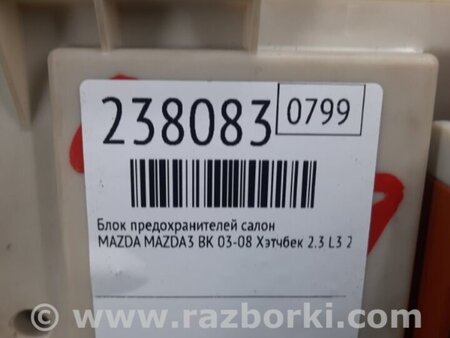 238083
0799
Блок предохранителей салон
MAZDA MAZDA3 BK 03-08 Хэтчбек 2.3 L3 2
© www.razborki.com